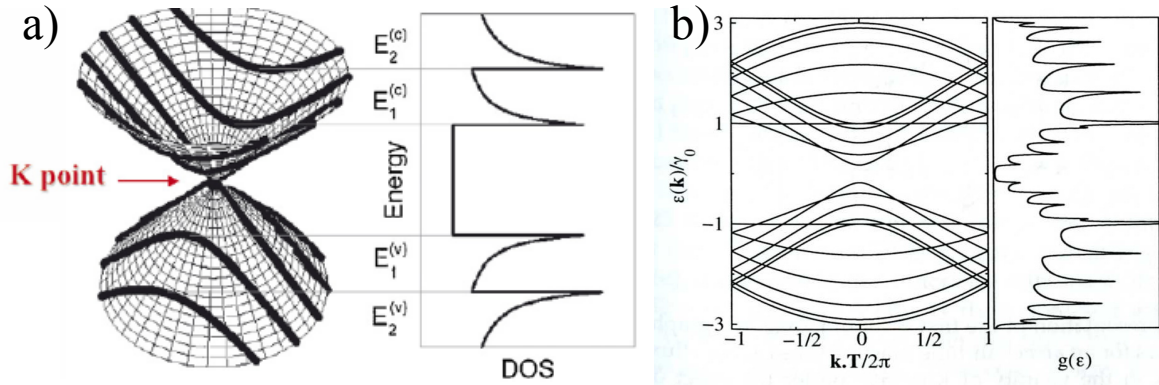 a)
E2(c)
E1(c)
K point
Energy
E1(v)
E2(v)
DOS
b)
3
1
ε(k)/γ0
-1
-3
-1 -1/2 0 1/2 1
k.T/2π
g(ε)